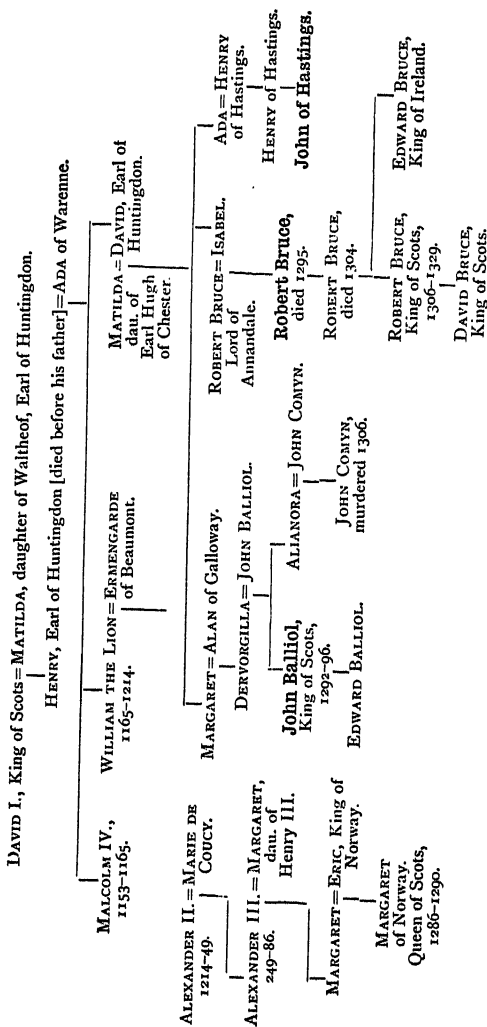 DAVID I., King of Scots=MATILDA, daughter of Waltheof, Earl of Huntingdon.
HENRY, Earl of Huntingdon [died before his father]=ADA of Warenne.
MALCOLM IV.,
1153-1165.
WILLIAM THE LION=ERMENGARDE
1165-1214.
of Beaumont.
MATILDA=DAVID, Earl of
dau. of
Huntingdon.
Earl Hugh
of Chester.
ALEXANDER II.=MARIE DE
1214-49.
COUCY.
ALEXANDER III.=MARGARET,
249-86.
dau. of
Henry III.
MARGARET=ERIC, King of
Norway.
MARGARET
of Norway.
Queen of Scots,
1286-1290.
MARGARET=ALAN of Galloway.
DERVORGILLA=JOHN BALLIOL.
John Balliol,
King of Scots,
1292-96.
EDWARD BALLIOL.
ALIANORA=JOHN COMYN.
JOHN COMYN,
murdered 1306.
ROBERT BRUCE=ISABEL.
Lord of
Annandale.
Robert Bruce,
died 1295.
ROBERT BRUCE,
died 1304.
ROBERT BRUCE,
King of Scots,
1306-1329.
DAVID BRUCE,
King of Scots.
EDWARD BRUCE,
King of Ireland.
ADA=HENRY
of Hastings.
HENRY of Hastings.
John of Hastings.